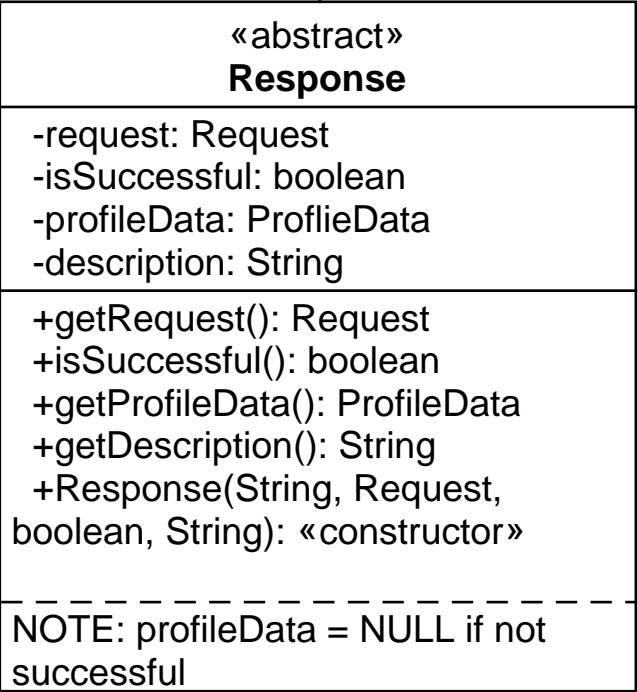 «abstract»
Response
-request: Request
-isSuccessful: boolean
-profileData: ProflieData
-description: String
+getRequest(): Request
+isSuccessful(): boolean
+getProfileData(): ProfileData
+getDescription(): String
+Response(String, Request,
boolean, String): «constructor»
NOTE: profileData = NULL if not
successful